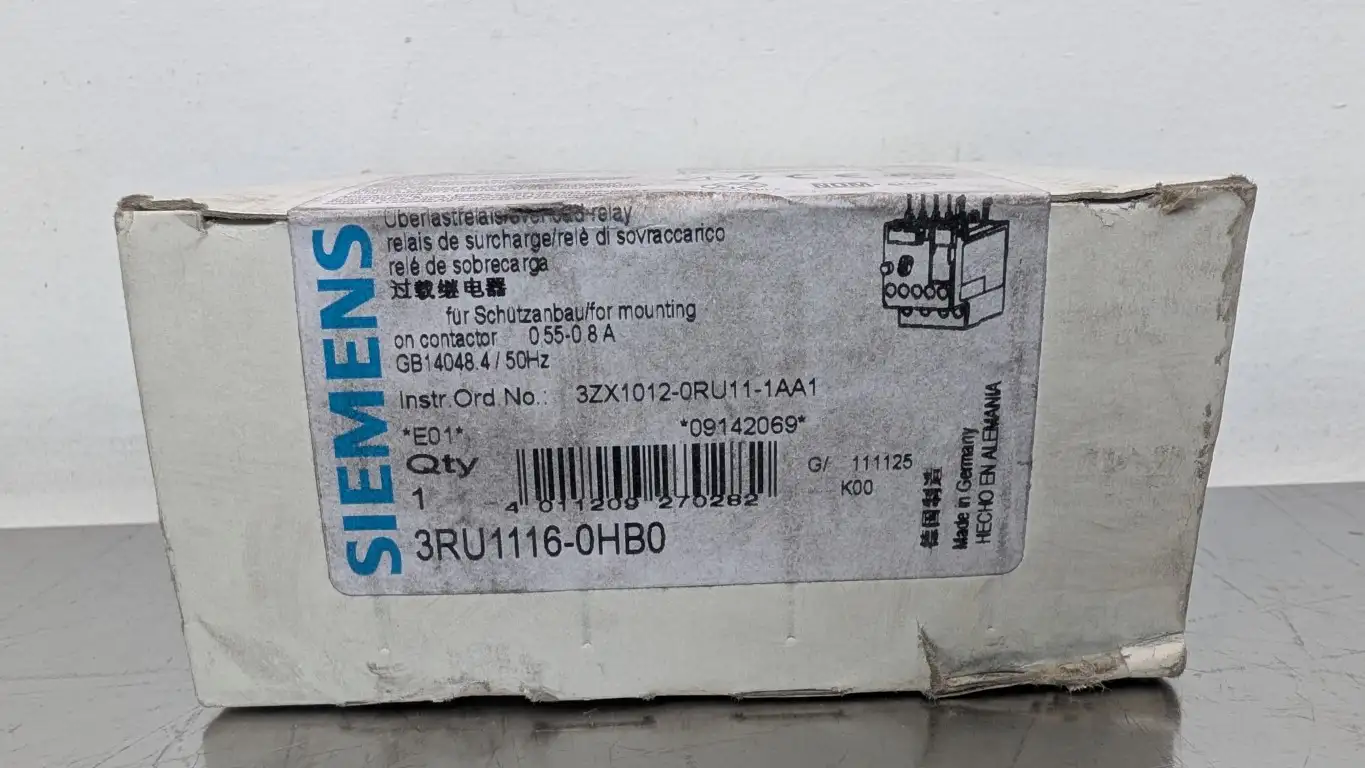 SIEMENS
Überlastrelais/overload relay
relais de surcharge/relè di sovraccarico
relé de sobrecarga
过载继电器
für Schützanbau/for mounting
on contactor 0.55-0.8 A
GB14048.4 / 50Hz
Instr.Ord.No.: 3ZX1012-0RU11-1AA1
*E01* *09142069*
Qty
1
4 011209 270282
G/ 111125
K00
3RU1116-0HB0
德国制造
Made in Germany
HECHO EN ALEMANIA